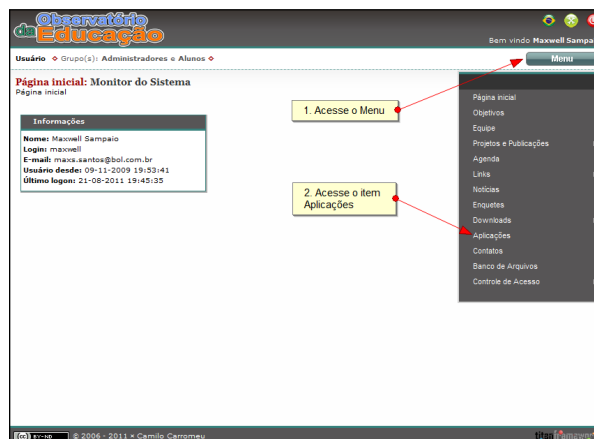 Observatório
da Educação
Bem vindo Maxwell Sampa
Usuário Grupo(s): Administradores e Alunos
Menu
Página inicial: Monitor do Sistema
Página inicial
Informações
Nome: Maxwell Sampaio
Login: maxwell
E-mail: maxs.santos@bol.com.br
Usuário desde: 09-11-2009 19:53:41
Último logon: 21-08-2011 19:45:35
1. Acesse o Menu
2. Acesse o item
Aplicações
Página inicial
Objetivos
Equipe
Projetos e Publicações
Agenda
Links
Notícias
Enquetes
Downloads
Aplicações
Contatos
Banco de Arquivos
Controle de Acesso
(cc) BY-ND © 2006 - 2011 × Camilo Carromeu